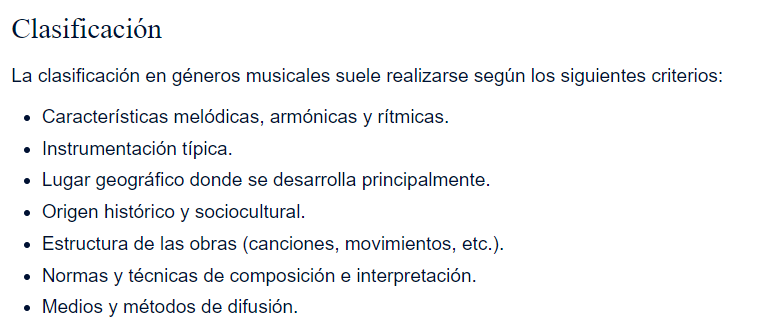 Clasificación
La clasificación en géneros musicales suele realizarse según los siguientes criterios:
• Características melódicas, armónicas y rítmicas.
• Instrumentación típica.
• Lugar geográfico donde se desarrolla principalmente.
• Origen histórico y sociocultural.
• Estructura de las obras (canciones, movimientos, etc.).
• Normas y técnicas de composición e interpretación.
• Medios y métodos de difusión.